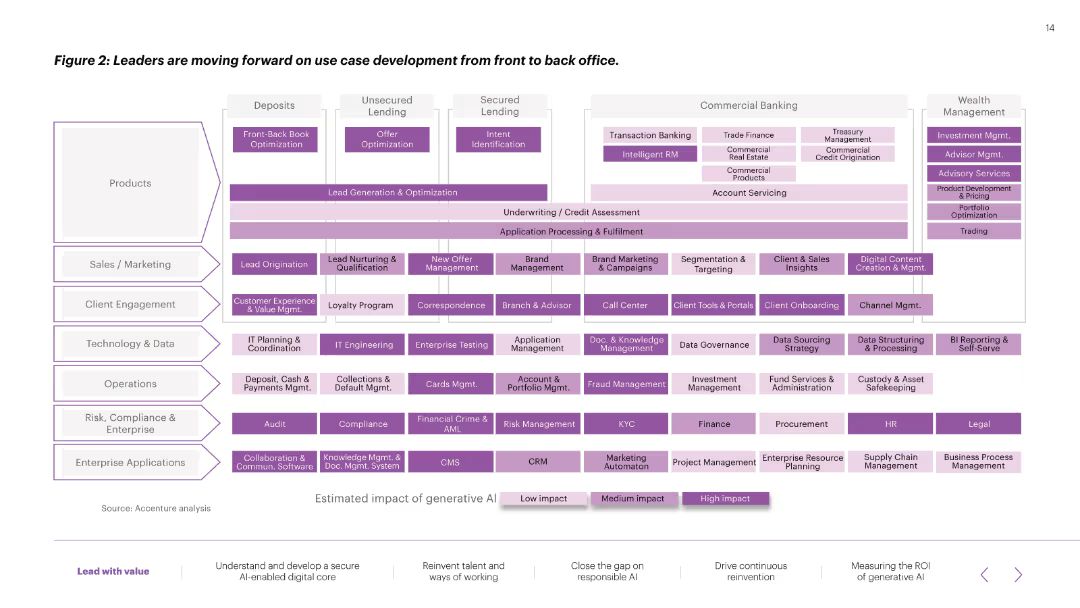 14
Figure 2: Leaders are moving forward on use case development from front to back office.
Deposits
Unsecured
Lending
Secured
Lending
Commercial Banking
Wealth
Management
Products
Front-Back Book
Optimization
Offer
Optimization
Intent
Identification
Transaction Banking
Trade Finance
Treasury
Management
Investment Mgmt.
Intelligent RM
Commercial
Real Estate
Commercial
Credit Origination
Advisor Mgmt.
Commercial
Products
Advisory Services
Lead Generation & Optimization
Account Servicing
Product Development
& Pricing
Underwriting / Credit Assessment
Portfolio
Optimization
Application Processing & Fulfilment
Trading
Sales / Marketing
Lead Origination
Lead Nurturing &
Qualification
New Offer
Management
Brand
Management
Brand Marketing
& Campaigns
Segmentation &
Targeting
Client & Sales
Insights
Digital Content
Creation & Mgmt.
Client Engagement
Customer Experience
& Value Mgmt.
Loyalty Program
Correspondence
Branch & Advisor
Call Center
Client Tools & Portals
Client Onboarding
Channel Mgmt.
Technology & Data
IT Planning &
Coordination
IT Engineering
Enterprise Testing
Application
Management
Doc. & Knowledge
Management
Data Governance
Data Sourcing
Strategy
Data Structuring
& Processing
BI Reporting &
Self-Serve
Operations
Deposit, Cash &
Payments Mgmt.
Collections &
Default Mgmt.
Cards Mgmt.
Account &
Portfolio Mgmt.
Fraud Management
Investment
Management
Fund Services &
Administration
Custody & Asset
Safekeeping
Risk, Compliance &
Enterprise
Audit
Compliance
Financial Crime &
AML
Risk Management
KYC
Finance
Procurement
HR
Legal
Enterprise Applications
Collaboration &
Commun. Software
Knowledge Mgmt. &
Doc. Mgmt. System
CMS
CRM
Marketing
Automaton
Project Management
Enterprise Resource
Planning
Supply Chain
Management
Business Process
Management
Estimated impact of generative AI
Low impact
Medium impact
High impact
Source: Accenture analysis
Lead with value
Understand and develop a secure
AI-enabled digital core
Reinvent talent and
ways of working
Close the gap on
responsible AI
Drive continuous
reinvention
Measuring the ROI
of generative AI